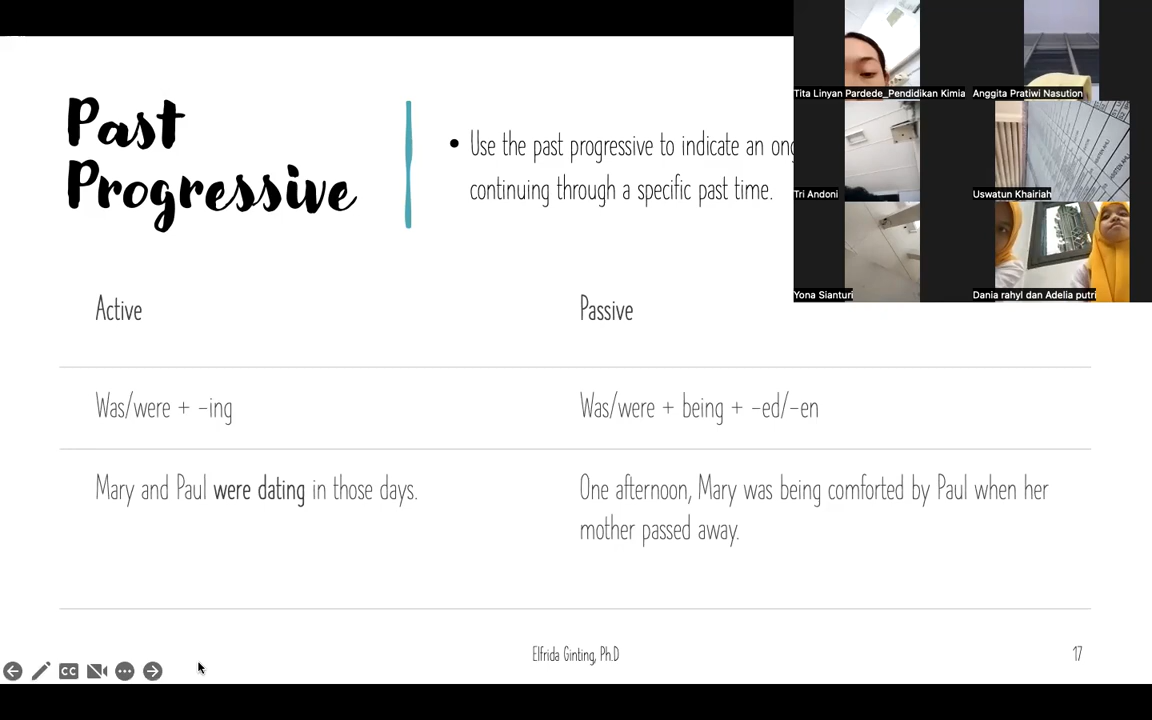 Past
Progressive
• Use the past progressive to indicate an
continuing through a specific past time.
Tita Linyan Pardede_Pendidikan Kimia
Anggita Pratiwi Nasution
Tri Andoni
Uswatun Khairiah
Yona Sianturi
Dania rahyl dan Adelia putri
Active
Passive
Was/were + -ing
Was/were + being + -ed/-en
Mary and Paul were dating in those days.
One afternoon, Mary was being comforted by Paul when her
mother passed away.
Elfrida Ginting, Ph.D
17
CC